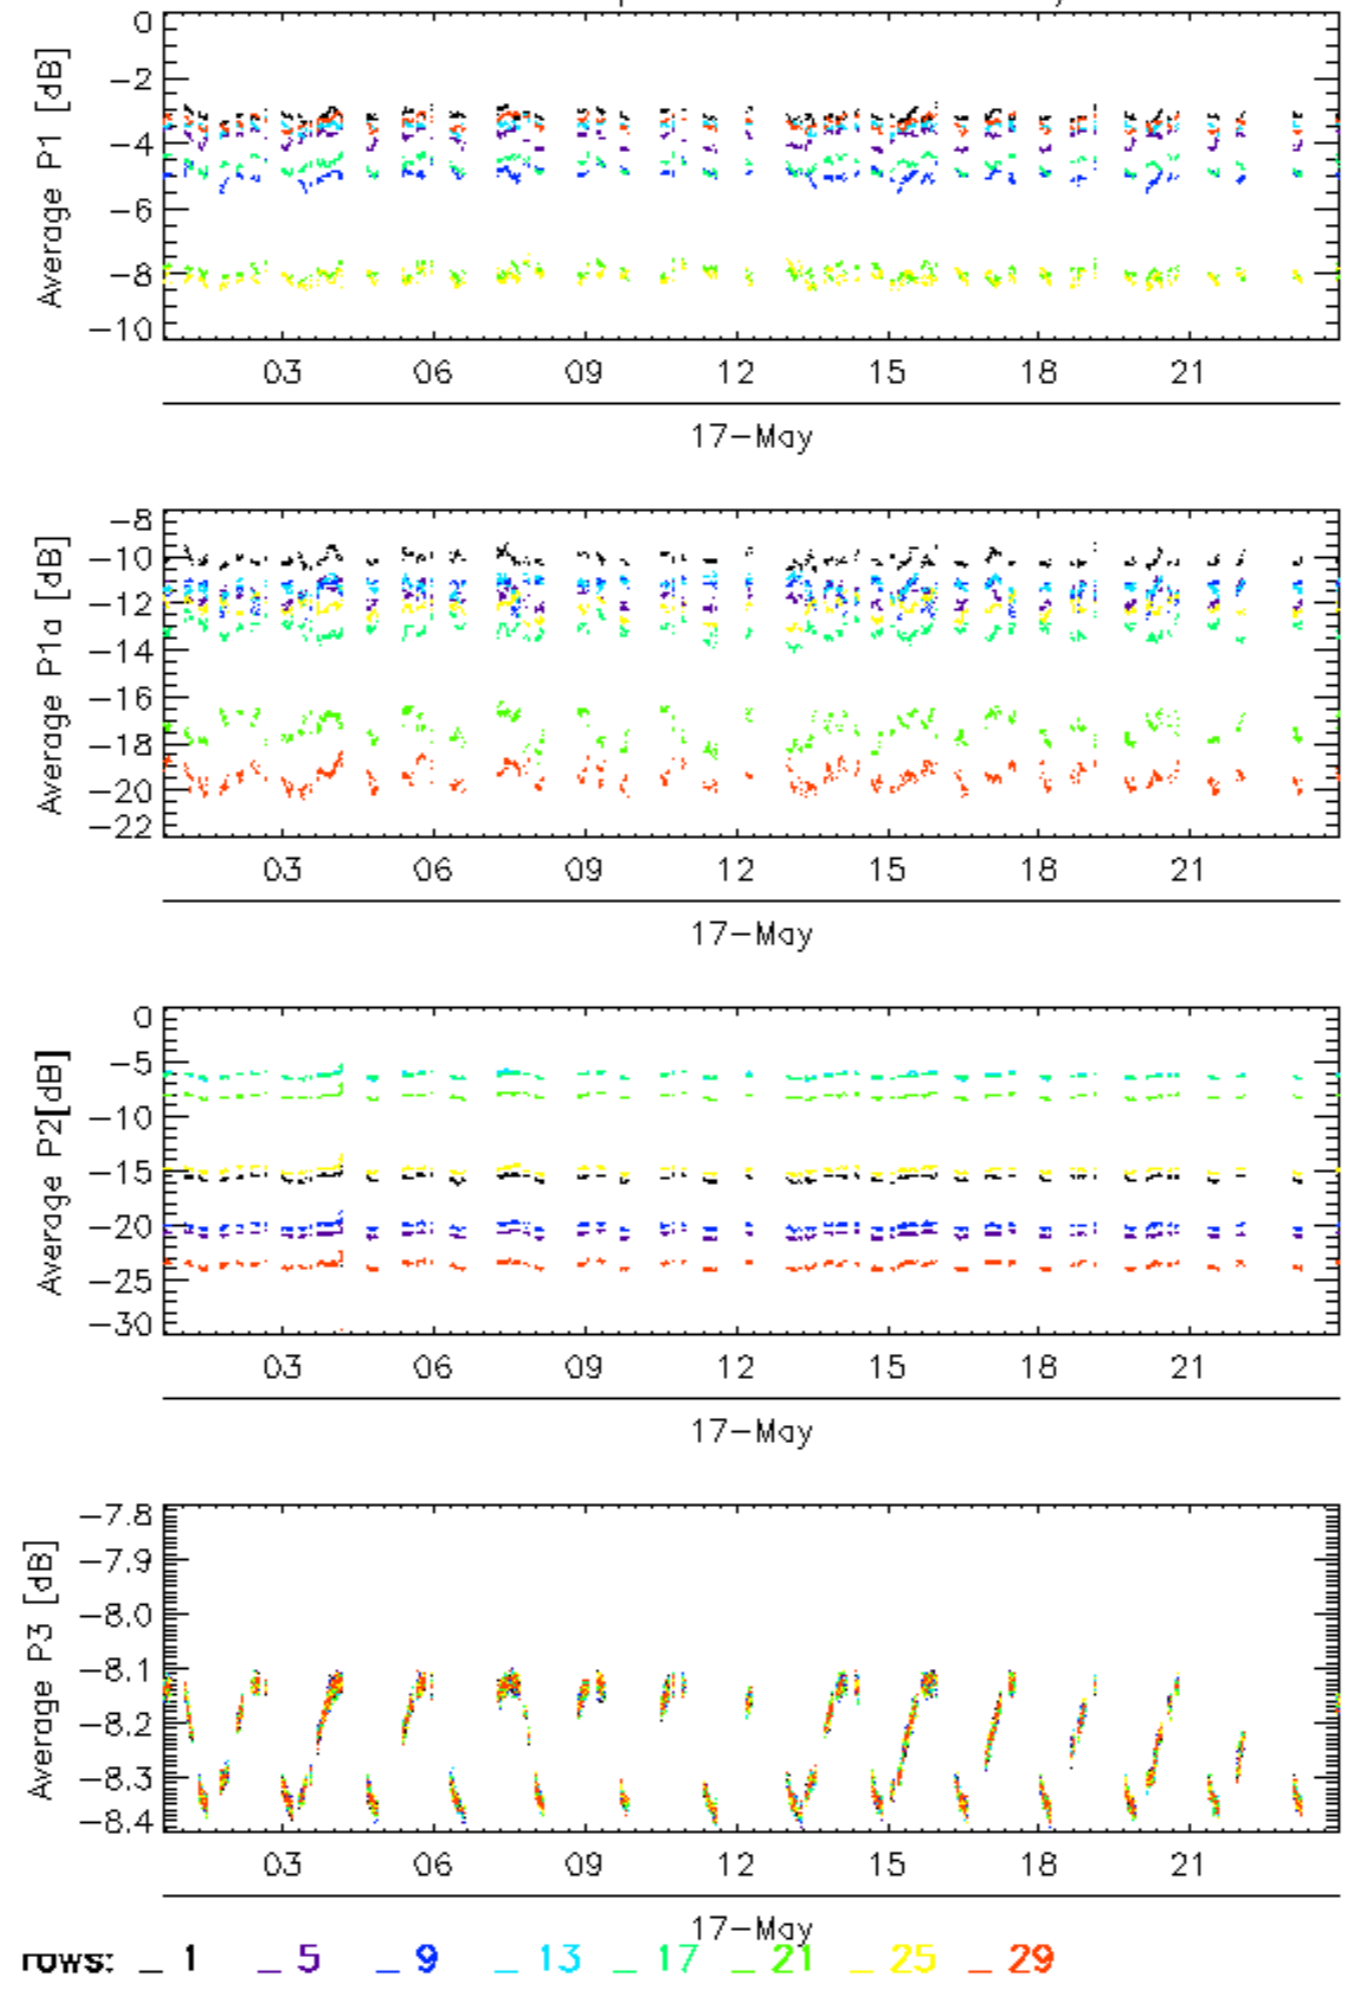 0
−2
−4
−6
−8
−10
Average P1 [dB]
03 06 09 12 15 18 21
17−May
−8
−10
−12
−14
−16
−18
−20
−22
Average P1a [dB]
03 06 09 12 15 18 21
17−May
0
−5
−10
−15
−20
−25
−30
Average P2[dB]
03 06 09 12 15 18 21
17−May
−7.8
−7.9
−8.0
−8.1
−8.2
−8.3
−8.4
Average P3 [dB]
03 06 09 12 15 18 21
17−May
rows: _ 1 _ 5 _ 9 _ 13 _ 17 _ 21 _ 25 _ 29